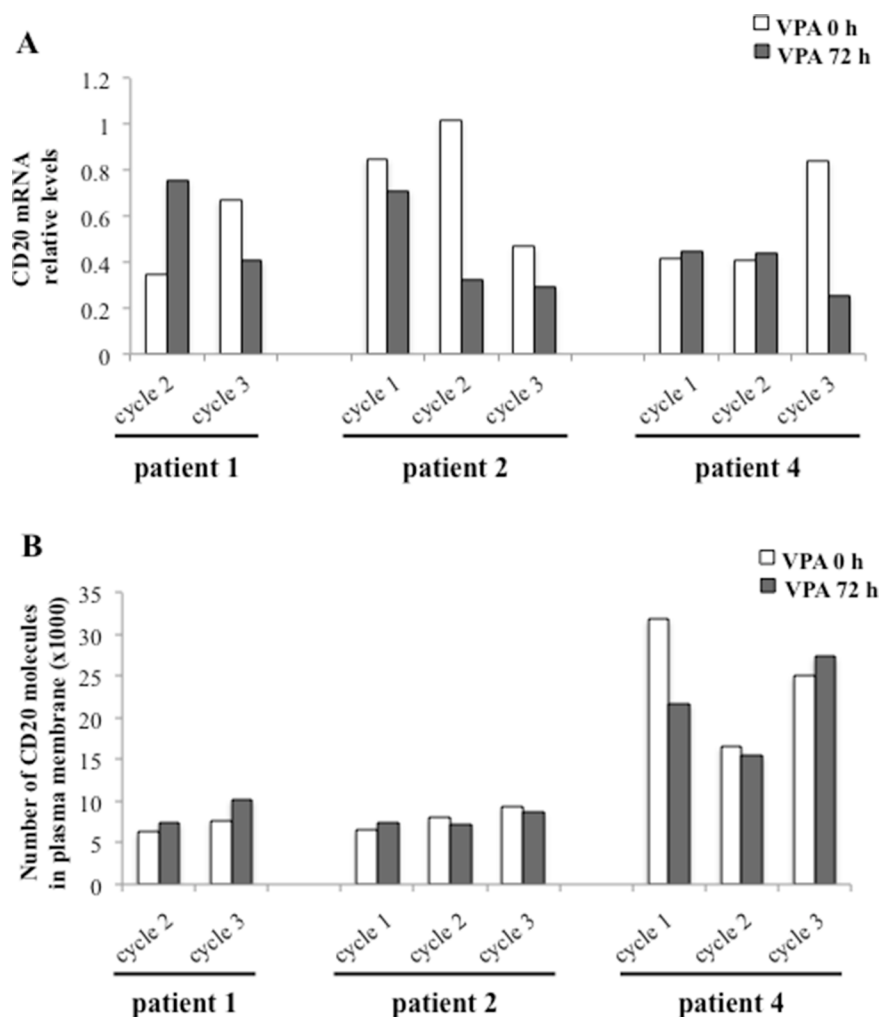 A
VPA 0 h
VPA 72 h
CD20 mRNA
relative levels
1.2
1
0.8
0.6
0.4
0.2
0
cycle 2
cycle 3
cycle 1
cycle 2
cycle 3
cycle 1
cycle 2
cycle 3
patient 1
patient 2
patient 4
B
VPA 0 h
VPA 72 h
Number of CD20 molecules
in plasma membrane (x1000)
35
30
25
20
15
10
5
0
cycle 2
cycle 3
cycle 1
cycle 2
cycle 3
cycle 1
cycle 2
cycle 3
patient 1
patient 2
patient 4